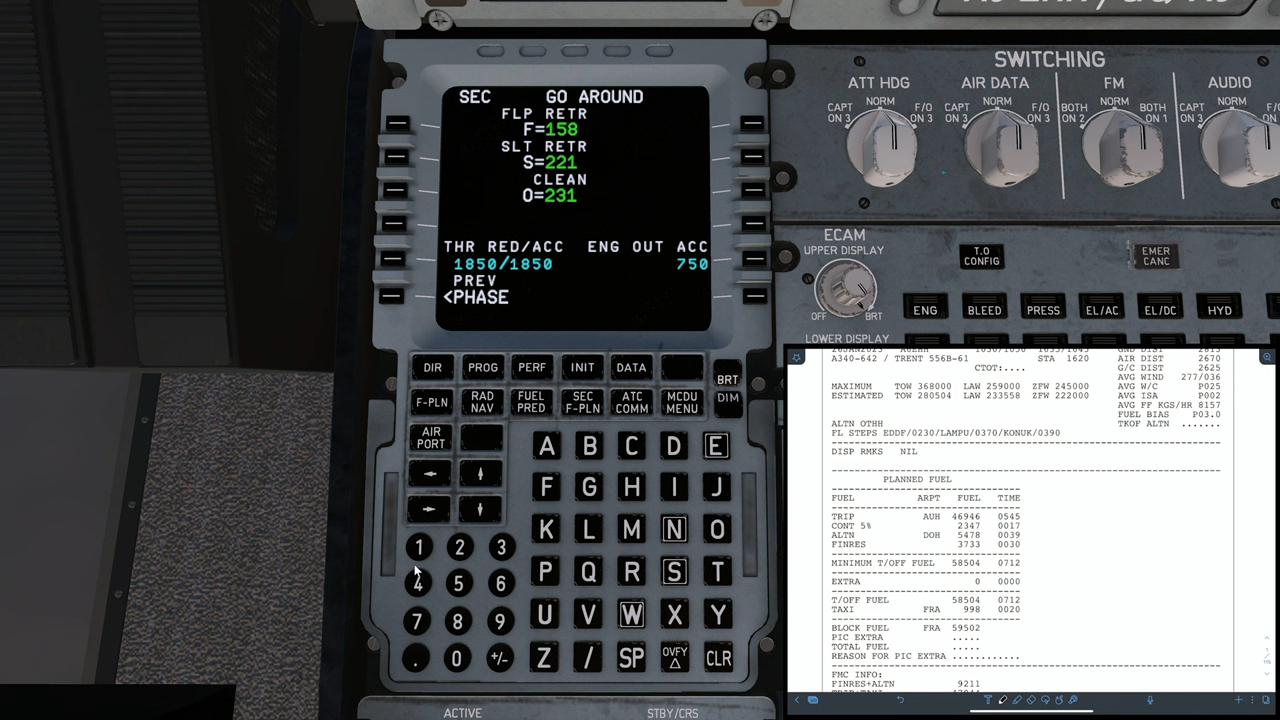 SEC GO AROUND
FLP RETR
F=158
SLT RETR
S=221
CLEAN
O=231
THR RED/ACC ENG OUT ACC
1850/1850 750
PREV
<PHASE
DIR PROG PERF INIT DATA
BRT
DIM
F-PLN RAD NAV FUEL PRED SEC F-PLN ATC COMM MCDU MENU
AIR PORT
A B C D E
F G H I J
K L M N O
P Q R S T
U V W X Y
Z / SP OVFY △ CLR
1 2 3
4 5 6
7 8 9
. 0 +/-
ACTIVE STBY/CRS
SWITCHING
ATT HDG AIR DATA FM AUDIO
CAPT ON 3 NORM F/O ON 3
CAPT ON 3 NORM F/O ON 3
BOTH ON 2 NORM BOTH ON 1
CAPT ON 3 NORM
ECAM
UPPER DISPLAY
OFF BRT
T.O CONFIG
EMER CANC
ENG BLEED PRESS EL/AC EL/DC HYD
LOWER DISPLAY
A340-642 / TRENT 556B-61 STA 1620
CTOT:....
MAXIMUM TOW 368000 LAW 259000 ZFW 245000
ESTIMATED TOW 280504 LAW 233558 ZFW 222000
AIR DIST 2670
G/C DIST 2625
AVG WIND 277/036
AVG W/C P025
AVG ISA P002
AVG FF KGS/HR 8157
FUEL BIAS P03.0
TKOF ALTN .......
ALTN OTHH
FL STEPS EDDF/0230/LAMPU/0370/KONUK/0390
DISP RMKS NIL
PLANNED FUEL
FUEL ARPT FUEL TIME
TRIP AUH 46946 0545
CONT 5% 2347 0017
ALTN DOH 5478 0039
FINRES 3733 0030
MINIMUM T/OFF FUEL 58504 0712
EXTRA 0 0000
T/OFF FUEL 58504 0712
TAXI FRA 998 0020
BLOCK FUEL FRA 59502
PIC EXTRA .....
TOTAL FUEL .....
REASON FOR PIC EXTRA ............
FMC INFO:
FINRES+ALTN 9211